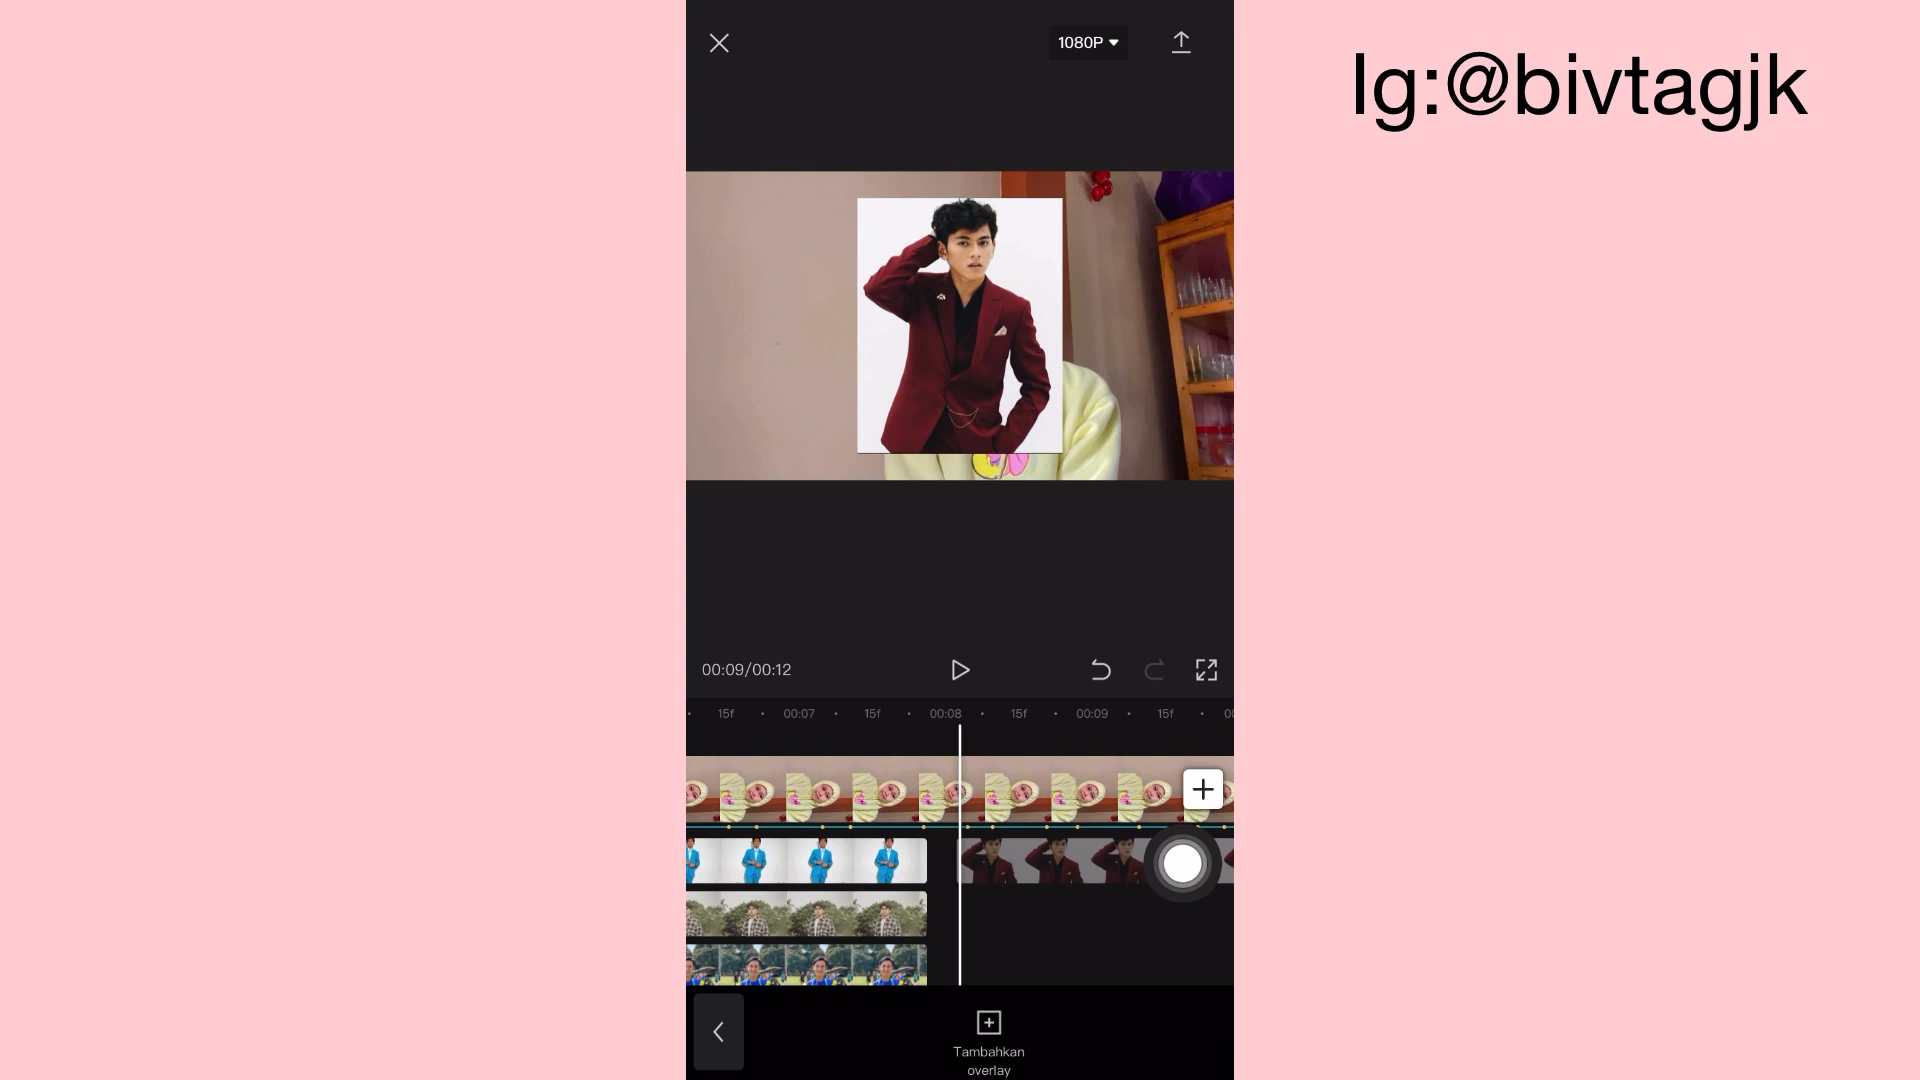 1080P
Ig:@bivtagjk
00:09/00:12
15f 00:07 15f 00:08 15f 00:09 15f
Tambahkan
overlay